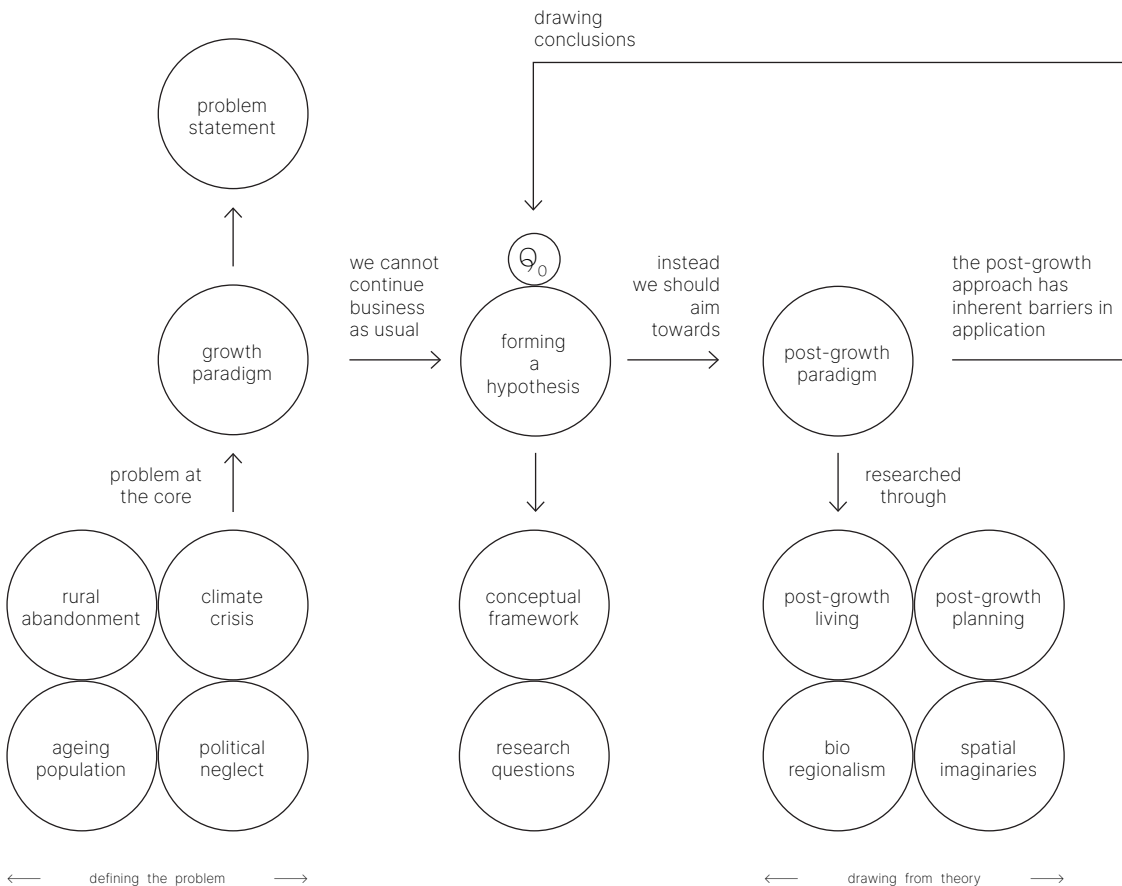 drawing
conclusions
problem
statement
we cannot
continue
business
as usual
Q0
instead
we should
aim
towards
the post-growth
approach has
inherent barriers in
application
growth
paradigm
forming
a
hypothesis
post-growth
paradigm
problem at
the core
researched
through
rural
abandonment
climate
crisis
conceptual
framework
post-growth
living
post-growth
planning
ageing
population
political
neglect
research
questions
bio
regionalism
spatial
imaginaries
defining the problem
drawing from theory